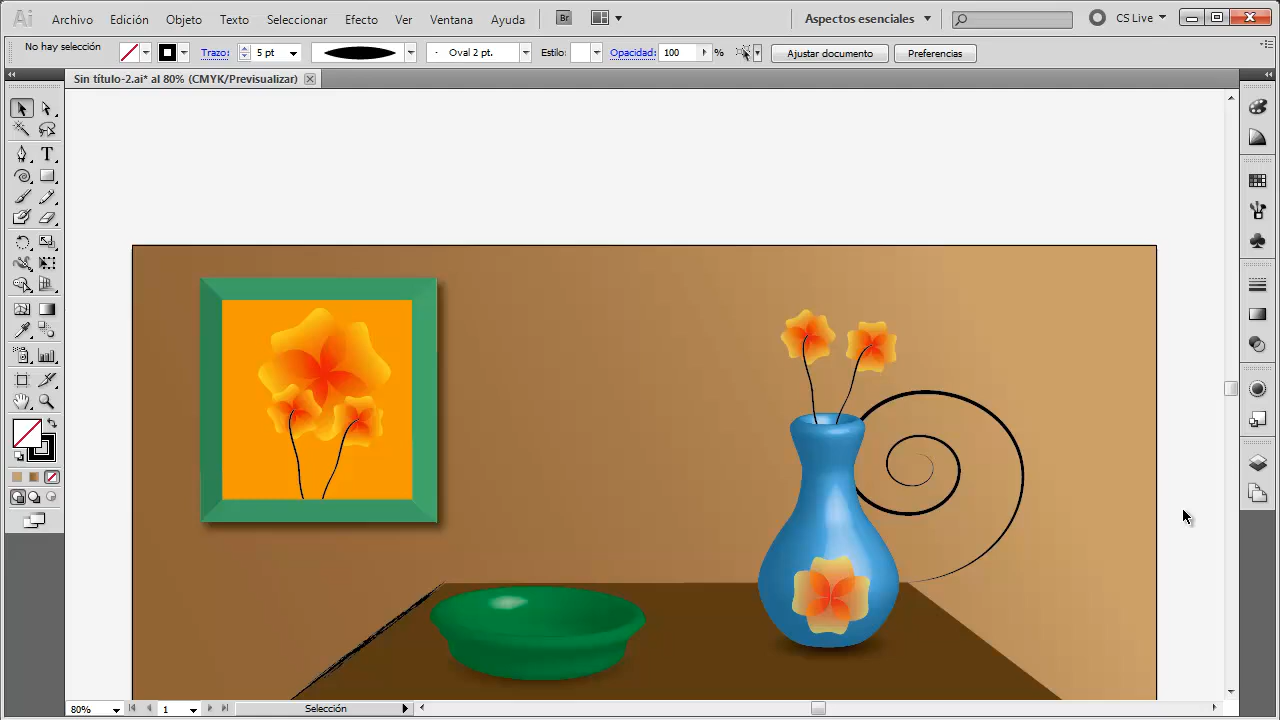 Ai Archivo Edición Objeto Texto Seleccionar Efecto Ver Ventana Ayuda Br Aspectos esenciales CS Live
No hay selección Trazo: 5 pt Oval 2 pt. Estilo: Opacidad: 100 % Ajustar documento Preferencias
Sin título-2.ai* al 80% (CMYK/Previsualizar)
T
80% 1 Selección